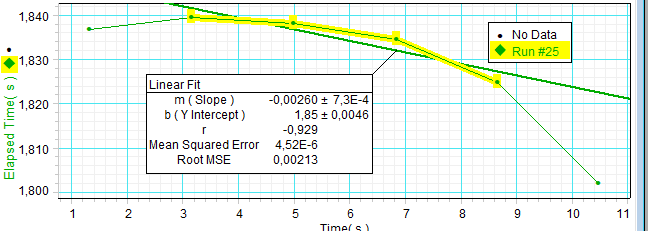 1,840
1,830
1,820
1,810
1,800
Elapsed Time( s )
No Data
Run #25
Linear Fit
m ( Slope ) -0,00260 ± 7,3E-4
b ( Y Intercept ) 1,85 ± 0,0046
r -0,929
Mean Squared Error 4,52E-6
Root MSE 0,00213
1 2 3 4 5 6 7 8 9 10 11
Time( s )